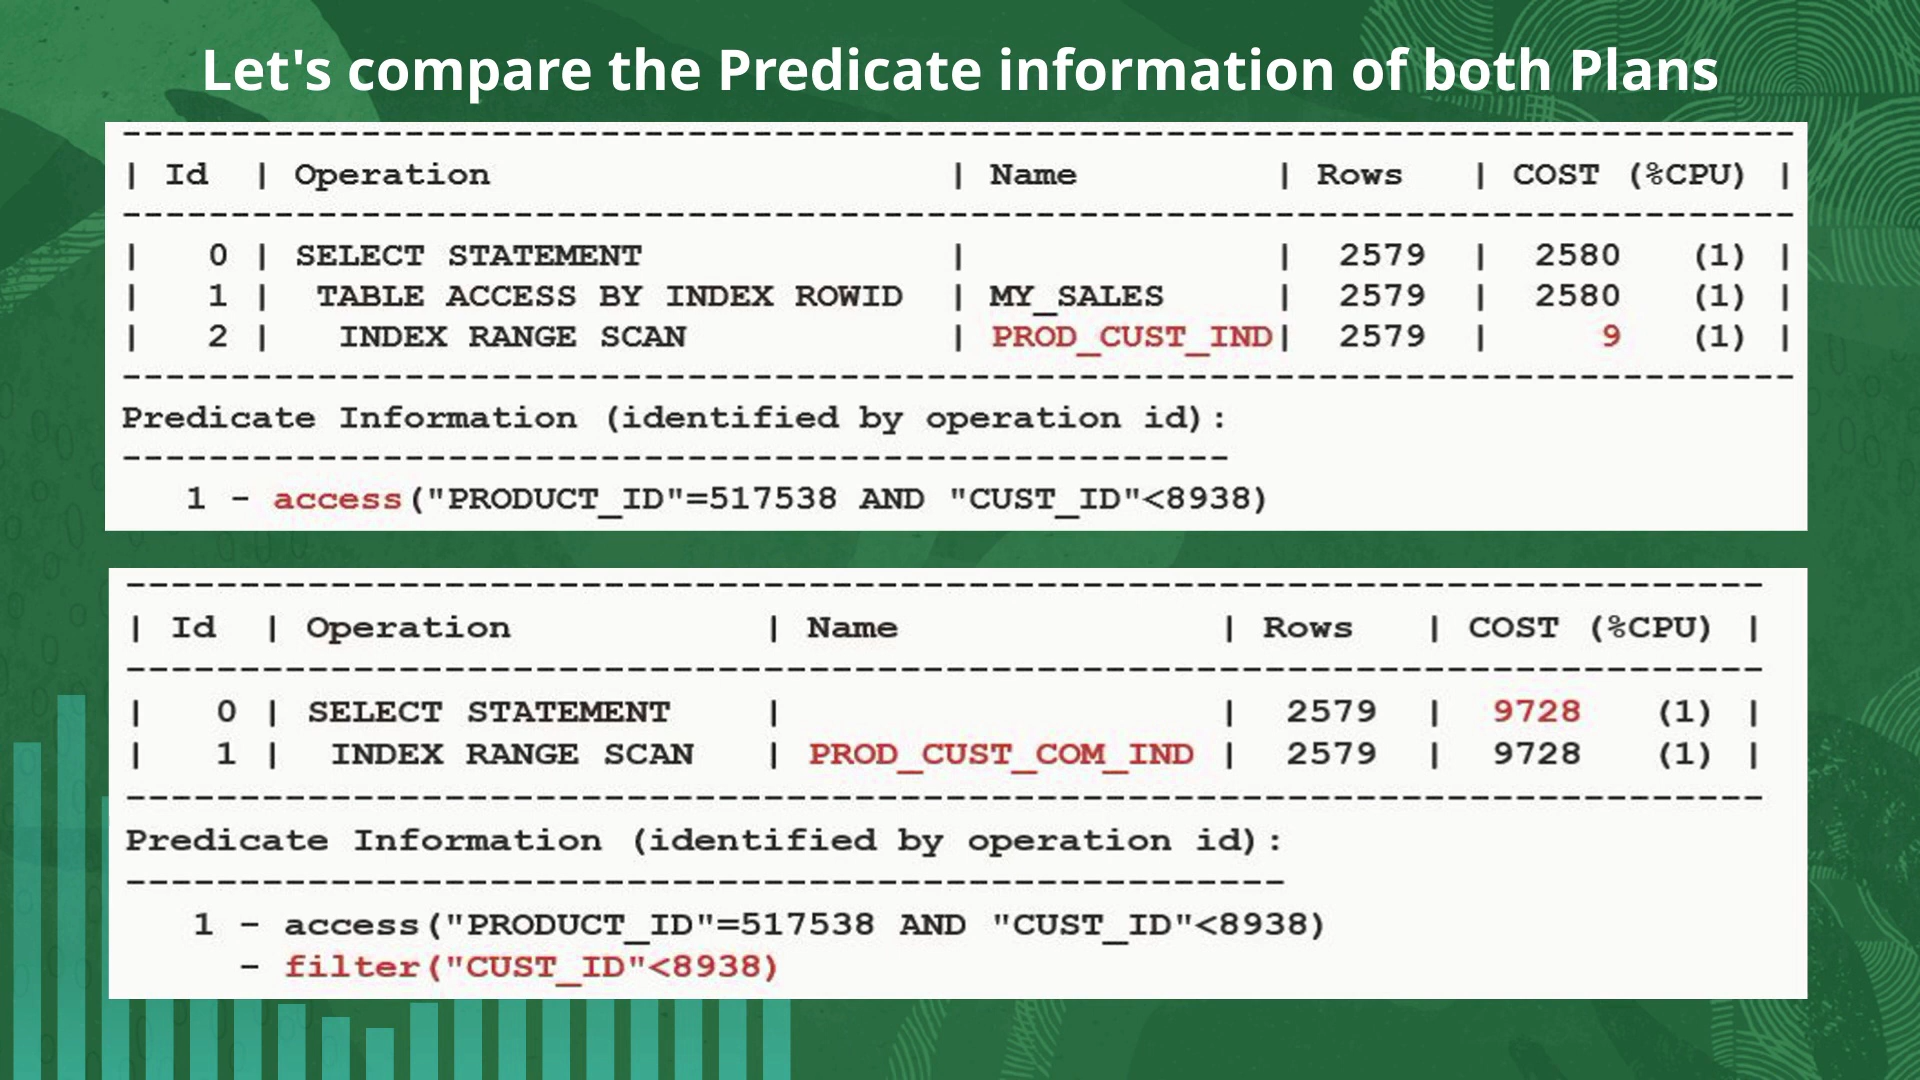 Let's compare the Predicate information of both Plans
--------------------------------------------------------------------------------
| Id | Operation | Name | Rows | COST (%CPU) |
--------------------------------------------------------------------------------
| 0 | SELECT STATEMENT | | 2579 | 2580 (1) |
| 1 | TABLE ACCESS BY INDEX ROWID | MY_SALES | 2579 | 2580 (1) |
| 2 | INDEX RANGE SCAN | PROD_CUST_IND| 2579 | 9 (1) |
--------------------------------------------------------------------------------
Predicate Information (identified by operation id):
---------------------------------------------------
1 - access("PRODUCT_ID"=517538 AND "CUST_ID"<8938)
--------------------------------------------------------------------------------
| Id | Operation | Name | Rows | COST (%CPU) |
--------------------------------------------------------------------------------
| 0 | SELECT STATEMENT | | 2579 | 9728 (1) |
| 1 | INDEX RANGE SCAN | PROD_CUST_COM_IND | 2579 | 9728 (1) |
--------------------------------------------------------------------------------
Predicate Information (identified by operation id):
---------------------------------------------------
1 - access("PRODUCT_ID"=517538 AND "CUST_ID"<8938)
- filter("CUST_ID"<8938)